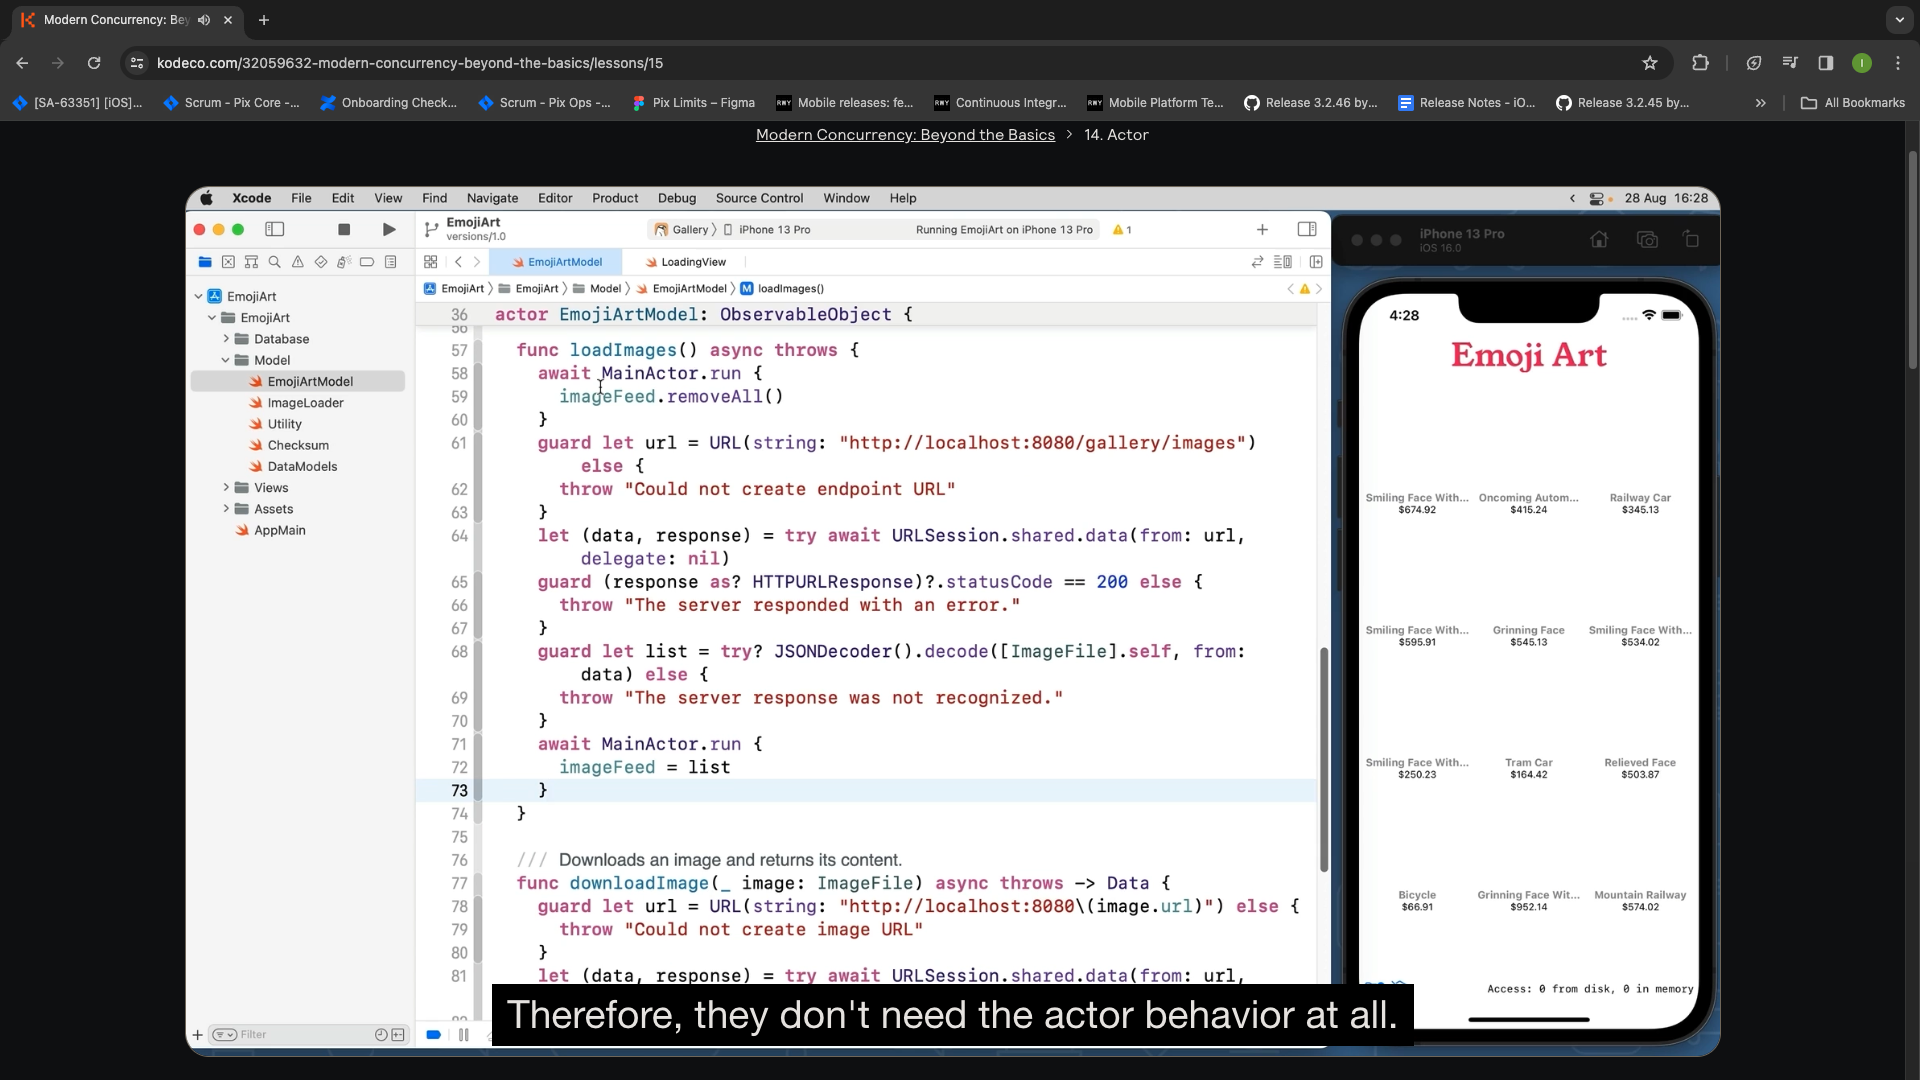 Modern Concurrency: Bey
kodeco.com/32059632-modern-concurrency-beyond-the-basics/lessons/15
[SA-63351] [iOS]...
Scrum - Pix Core -...
Onboarding Check...
Scrum - Pix Ops -...
Pix Limits – Figma
Mobile releases: fe...
Continuous Integr...
Mobile Platform Te...
Release 3.2.46 by...
Release Notes - iO...
Release 3.2.45 by...
All Bookmarks
Modern Concurrency: Beyond the Basics > 14. Actor
Xcode File Edit View Find Navigate Editor Product Debug Source Control Window Help
28 Aug 16:28
EmojiArt
versions/1.0
Gallery
iPhone 13 Pro
Running EmojiArt on iPhone 13 Pro
1
EmojiArtModel
LoadingView
EmojiArt
EmojiArt
Model
EmojiArtModel
M loadImages()
EmojiArt
EmojiArt
Database
Model
EmojiArtModel
ImageLoader
Utility
Checksum
DataModels
Views
Assets
AppMain
Filter
36 actor EmojiArtModel: ObservableObject {
56
57 func loadImages() async throws {
58 await MainActor.run {
59 imageFeed.removeAll()
60 }
61 guard let url = URL(string: "http://localhost:8080/gallery/images")
else {
62 throw "Could not create endpoint URL"
63 }
64 let (data, response) = try await URLSession.shared.data(from: url,
delegate: nil)
65 guard (response as? HTTPURLResponse)?.statusCode == 200 else {
66 throw "The server responded with an error."
67 }
68 guard let list = try? JSONDecoder().decode([ImageFile].self, from:
data) else {
69 throw "The server response was not recognized."
70 }
71 await MainActor.run {
72 imageFeed = list
73 }
74 }
75
76 /// Downloads an image and returns its content.
77 func downloadImage(_ image: ImageFile) async throws -> Data {
78 guard let url = URL(string: "http://localhost:8080\(image.url)") else {
79 throw "Could not create image URL"
80 }
81 let (data, response) = try await URLSession.shared.data(from: url,
Therefore, they don't need the actor behavior at all.
iPhone 13 Pro
iOS 16.0
4:28
Emoji Art
Smiling Face With... Oncoming Autom... Railway Car
$674.92 $415.24 $345.13
Smiling Face With... Grinning Face Smiling Face With...
$595.91 $545.13 $534.02
Smiling Face With... Tram Car Relieved Face
$250.23 $164.42 $503.87
Bicycle Grinning Face Wit... Mountain Railway
$66.91 $952.14 $574.02
Access: 0 from disk, 0 in memory